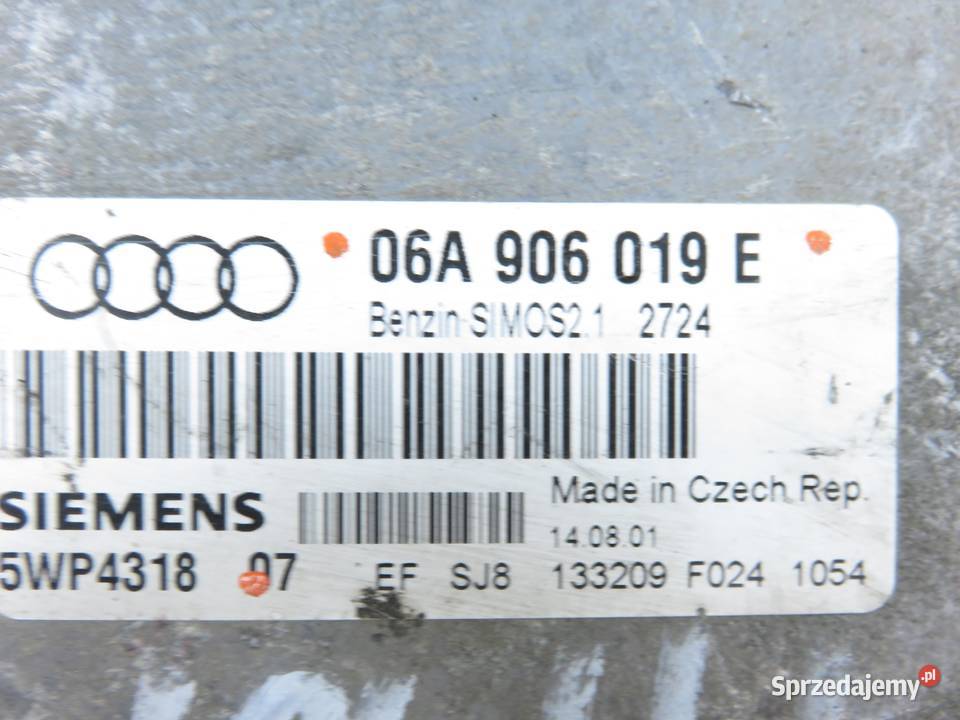 06A 906 019 E
Benzin-SIMOS2.1 2724
SIEMENS
Made in Czech Rep.
14.08.01
5WP4318 07
EF SJ8 133209 F024 1054
Sprzedajemy.pl